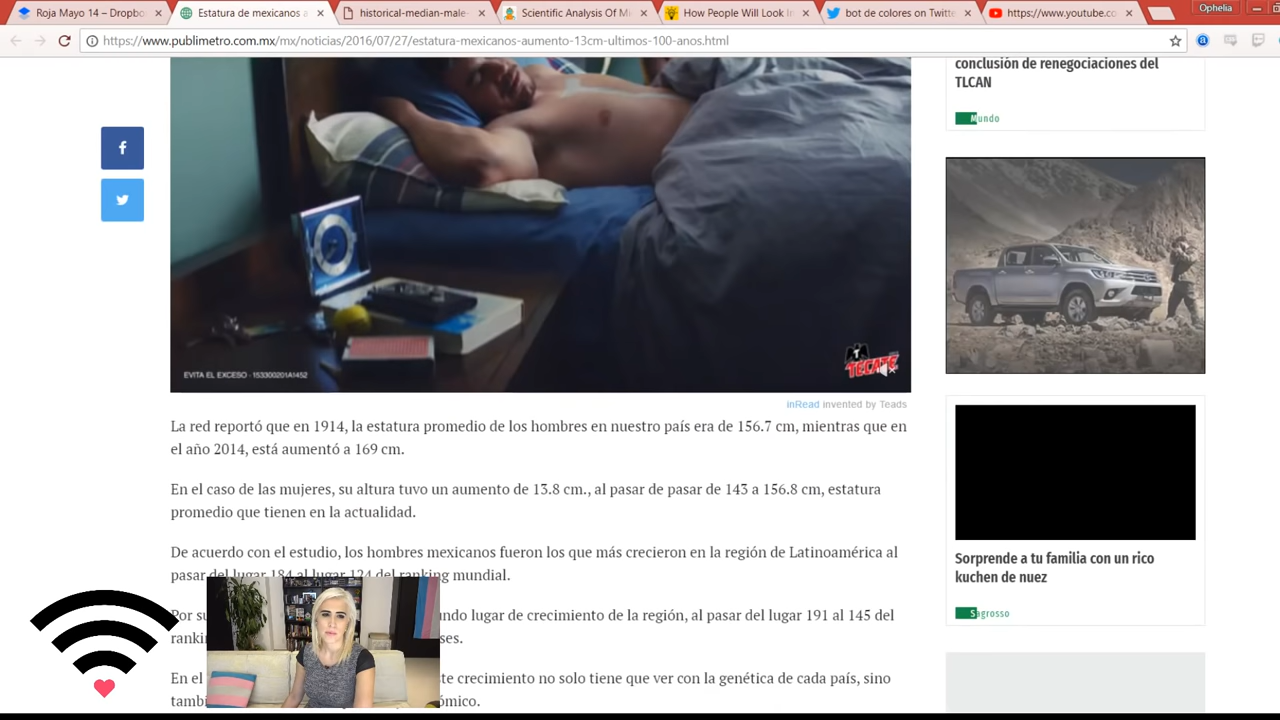 Roja Mayo 14 – Dropbo
Estatura de mexicanos a
historical-median-male-
Scientific Analysis Of M
How People Will Look I
bot de colores on Twitte
https://www.youtube.co
Ophelia
https://www.publimetro.com.mx/mx/noticias/2016/07/27/estatura-mexicanos-aumento-13cm-ultimos-100-anos.html
conclusión de renegociaciones del
TLCAN
Mundo
EVITA EL EXCESO - 153300201A1452
TECATE
inRead invented by Teads
La red reportó que en 1914, la estatura promedio de los hombres en nuestro país era de 156.7 cm, mientras que en
el año 2014, está aumentó a 169 cm.
En el caso de las mujeres, su altura tuvo un aumento de 13.8 cm., al pasar de pasar de 143 a 156.8 cm, estatura
promedio que tienen en la actualidad.
De acuerdo con el estudio, los hombres mexicanos fueron los que más crecieron en la región de Latinoamérica al
pasar del lugar 184 al lugar 124 del ranking mundial.
Por su
ndo lugar de crecimiento de la región, al pasar del lugar 191 al 145 del
rankin
ses.
En el
te crecimiento no solo tiene que ver con la genética de cada país, sino
tambi
ómico.
Sorprende a tu familia con un rico
kuchen de nuez
Sagrosso